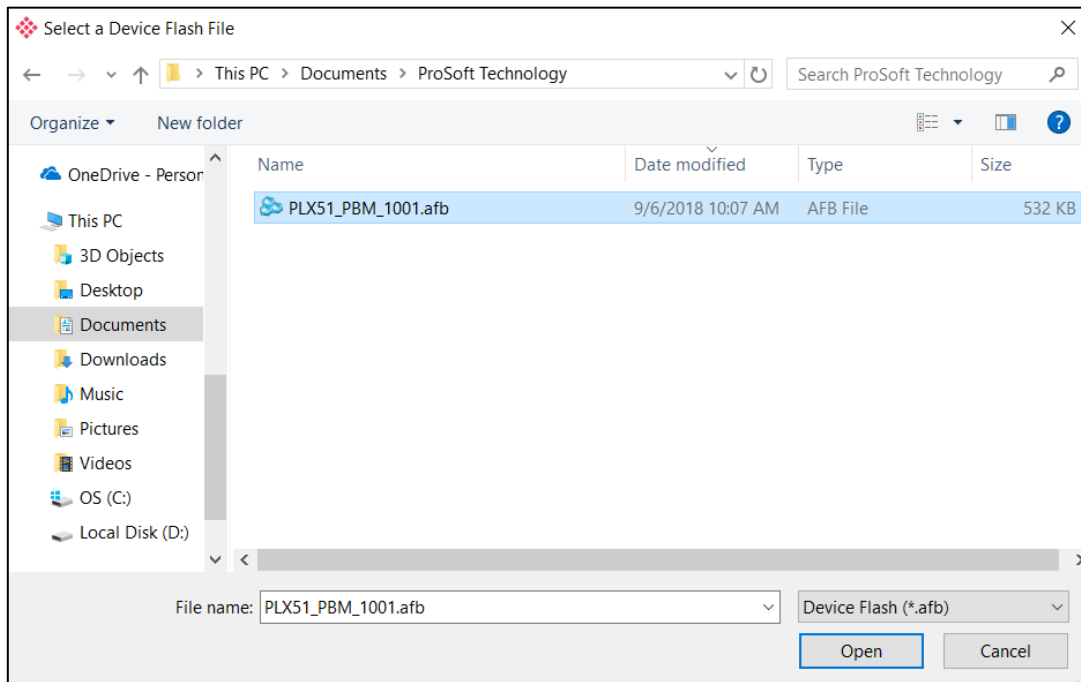 Select a Device Flash File
This PC > Documents > ProSoft Technology
Search ProSoft Technology
Organize New folder
?
Name Date modified Type Size
PLX51_PBM_1001.afb 9/6/2018 10:07 AM AFB File 532 KB
OneDrive - Person
This PC
3D Objects
Desktop
Documents
Downloads
Music
Pictures
Videos
OS (C:)
Local Disk (D:)
File name: PLX51_PBM_1001.afb Device Flash (*.afb)
Open Cancel